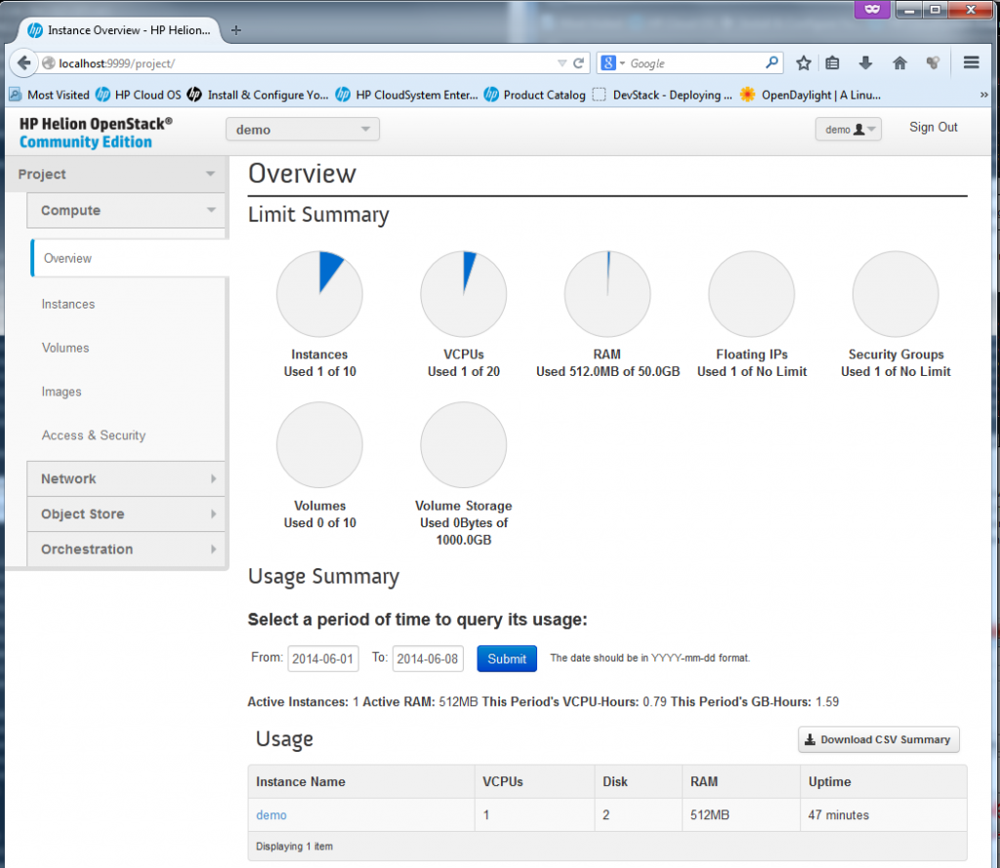 Instance Overview - HP Helion...
localhost:9999/project/
Google
Most Visited HP Cloud OS Install & Configure Yo... HP CloudSystem Enter... Product Catalog DevStack - Deploying ... OpenDaylight | A Linu... »
HP Helion OpenStack®
Community Edition
demo
demo
Sign Out
Project
Compute
Overview
Instances
Volumes
Images
Access & Security
Network
Object Store
Orchestration
Overview
Limit Summary
Instances
Used 1 of 10
VCPUs
Used 1 of 20
RAM
Used 512.0MB of 50.0GB
Floating IPs
Used 1 of No Limit
Security Groups
Used 1 of No Limit
Volumes
Used 0 of 10
Volume Storage
Used 0Bytes of
1000.0GB
Usage Summary
Select a period of time to query its usage:
From: 2014-06-01 To: 2014-06-08 Submit The date should be in YYYY-mm-dd format.
Active Instances: 1 Active RAM: 512MB This Period's VCPU-Hours: 0.79 This Period's GB-Hours: 1.59
Usage
Download CSV Summary
Instance Name VCPUs Disk RAM Uptime
demo 1 2 512MB 47 minutes
Displaying 1 item